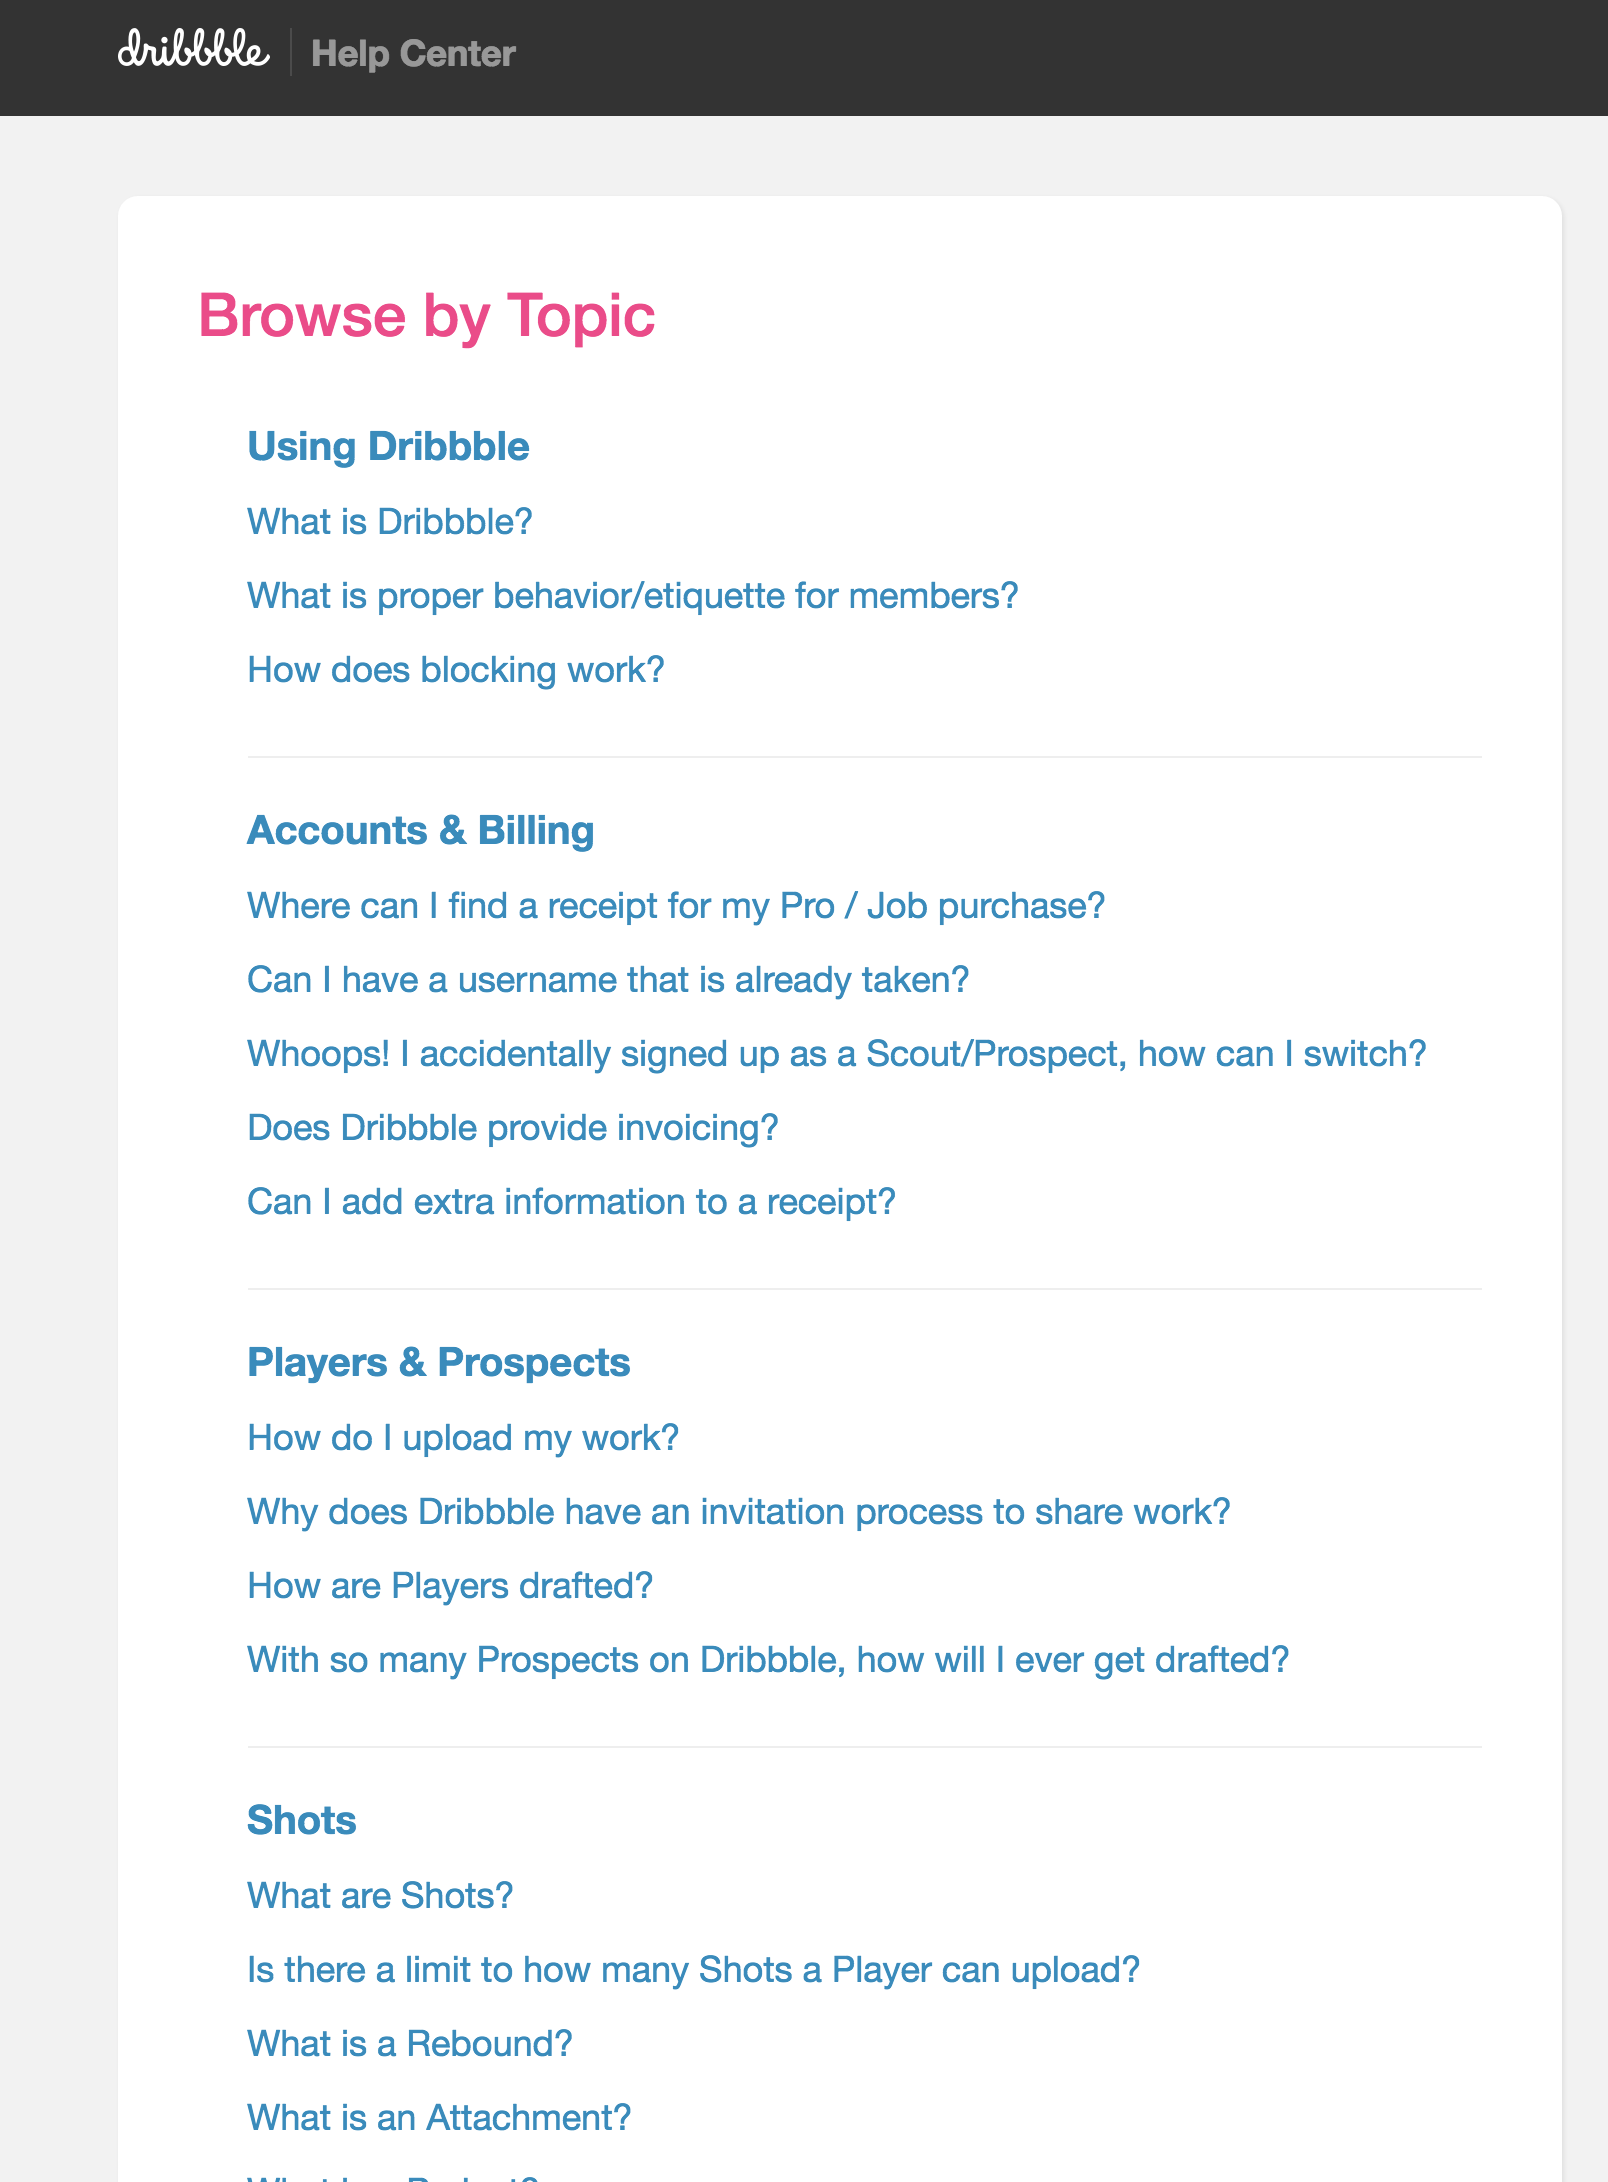 dribbble Help Center
Browse by Topic
Using Dribbble
What is Dribbble?
What is proper behavior/etiquette for members?
How does blocking work?
Accounts & Billing
Where can I find a receipt for my Pro / Job purchase?
Can I have a username that is already taken?
Whoops! I accidentally signed up as a Scout/Prospect, how can I switch?
Does Dribbble provide invoicing?
Can I add extra information to a receipt?
Players & Prospects
How do I upload my work?
Why does Dribbble have an invitation process to share work?
How are Players drafted?
With so many Prospects on Dribbble, how will I ever get drafted?
Shots
What are Shots?
Is there a limit to how many Shots a Player can upload?
What is a Rebound?
What is an Attachment?